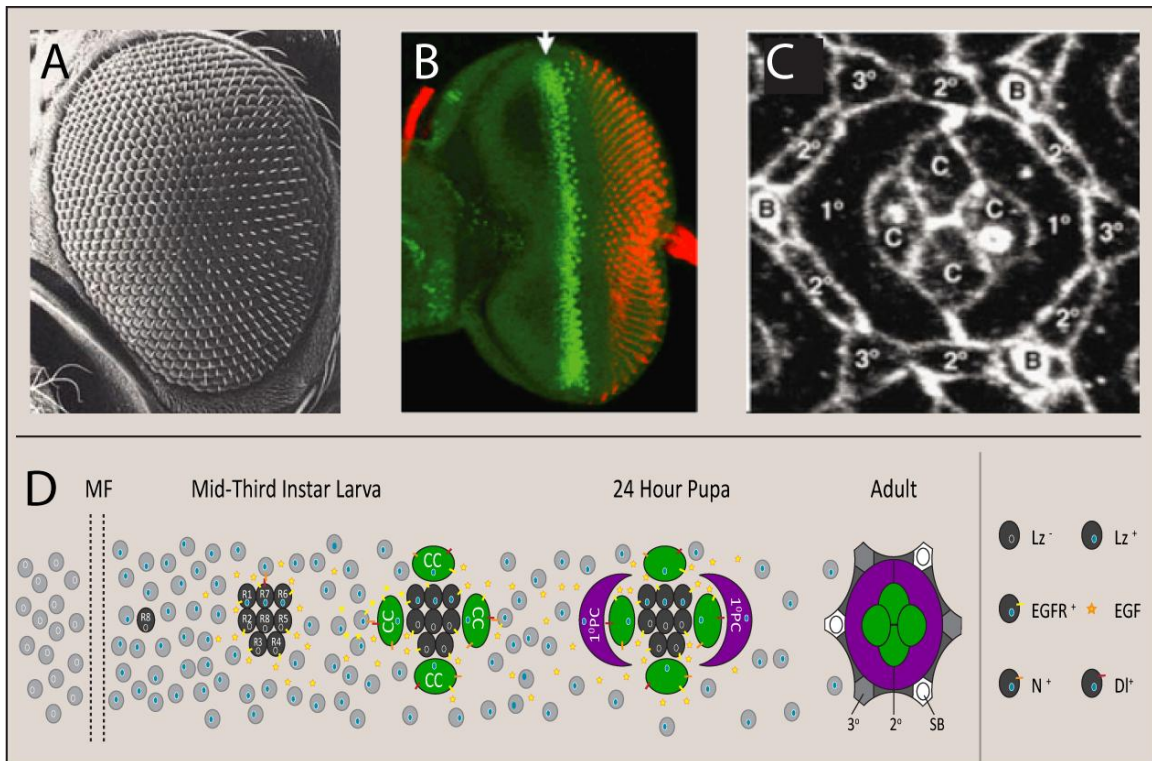 A
B
C
3° 2° B
2° 2°
C
B 1° C 1° 3°
C
C
2° 2°
3° 2° B
D
MF Mid-Third Instar Larva 24 Hour Pupa Adult
CC
R1 R7 R6
R8 R2 R8 R5 CC CC 1°PC 1°PC
R3 R4
CC
3° 2° SB
Lz⁻ Lz⁺
EGFR⁺ EGF
N⁺ Dl⁺